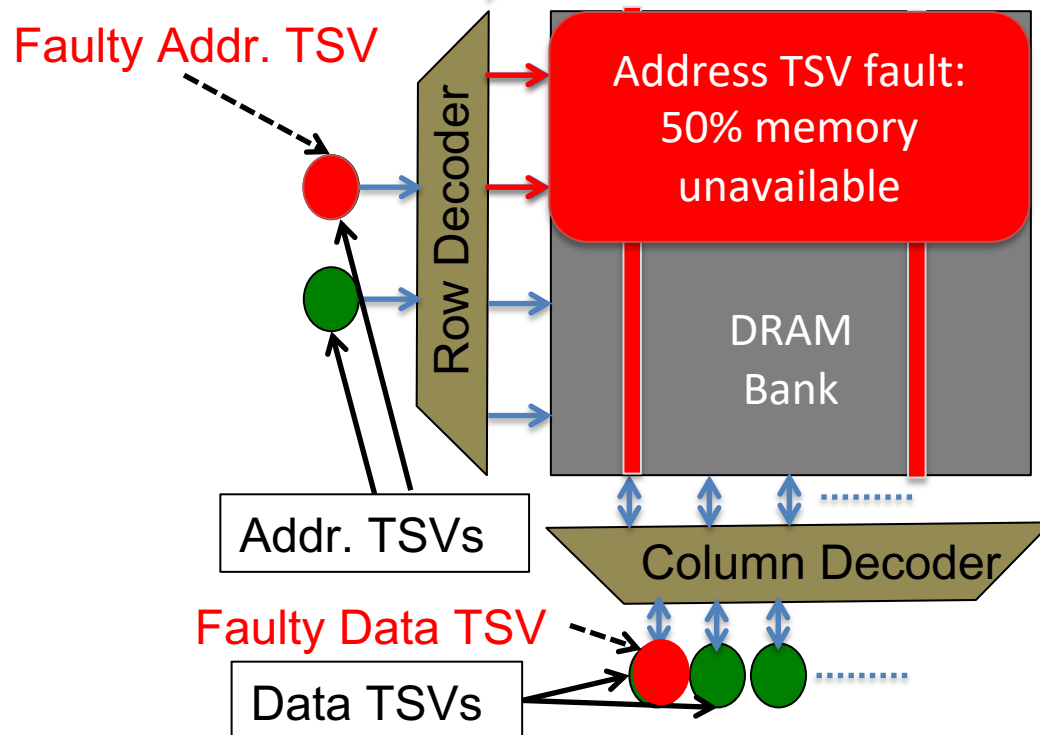 Faulty Addr. TSV
Row Decoder
Address TSV fault:
50% memory
unavailable
DRAM
Bank
Addr. TSVs
Column Decoder
Faulty Data TSV
Data TSVs